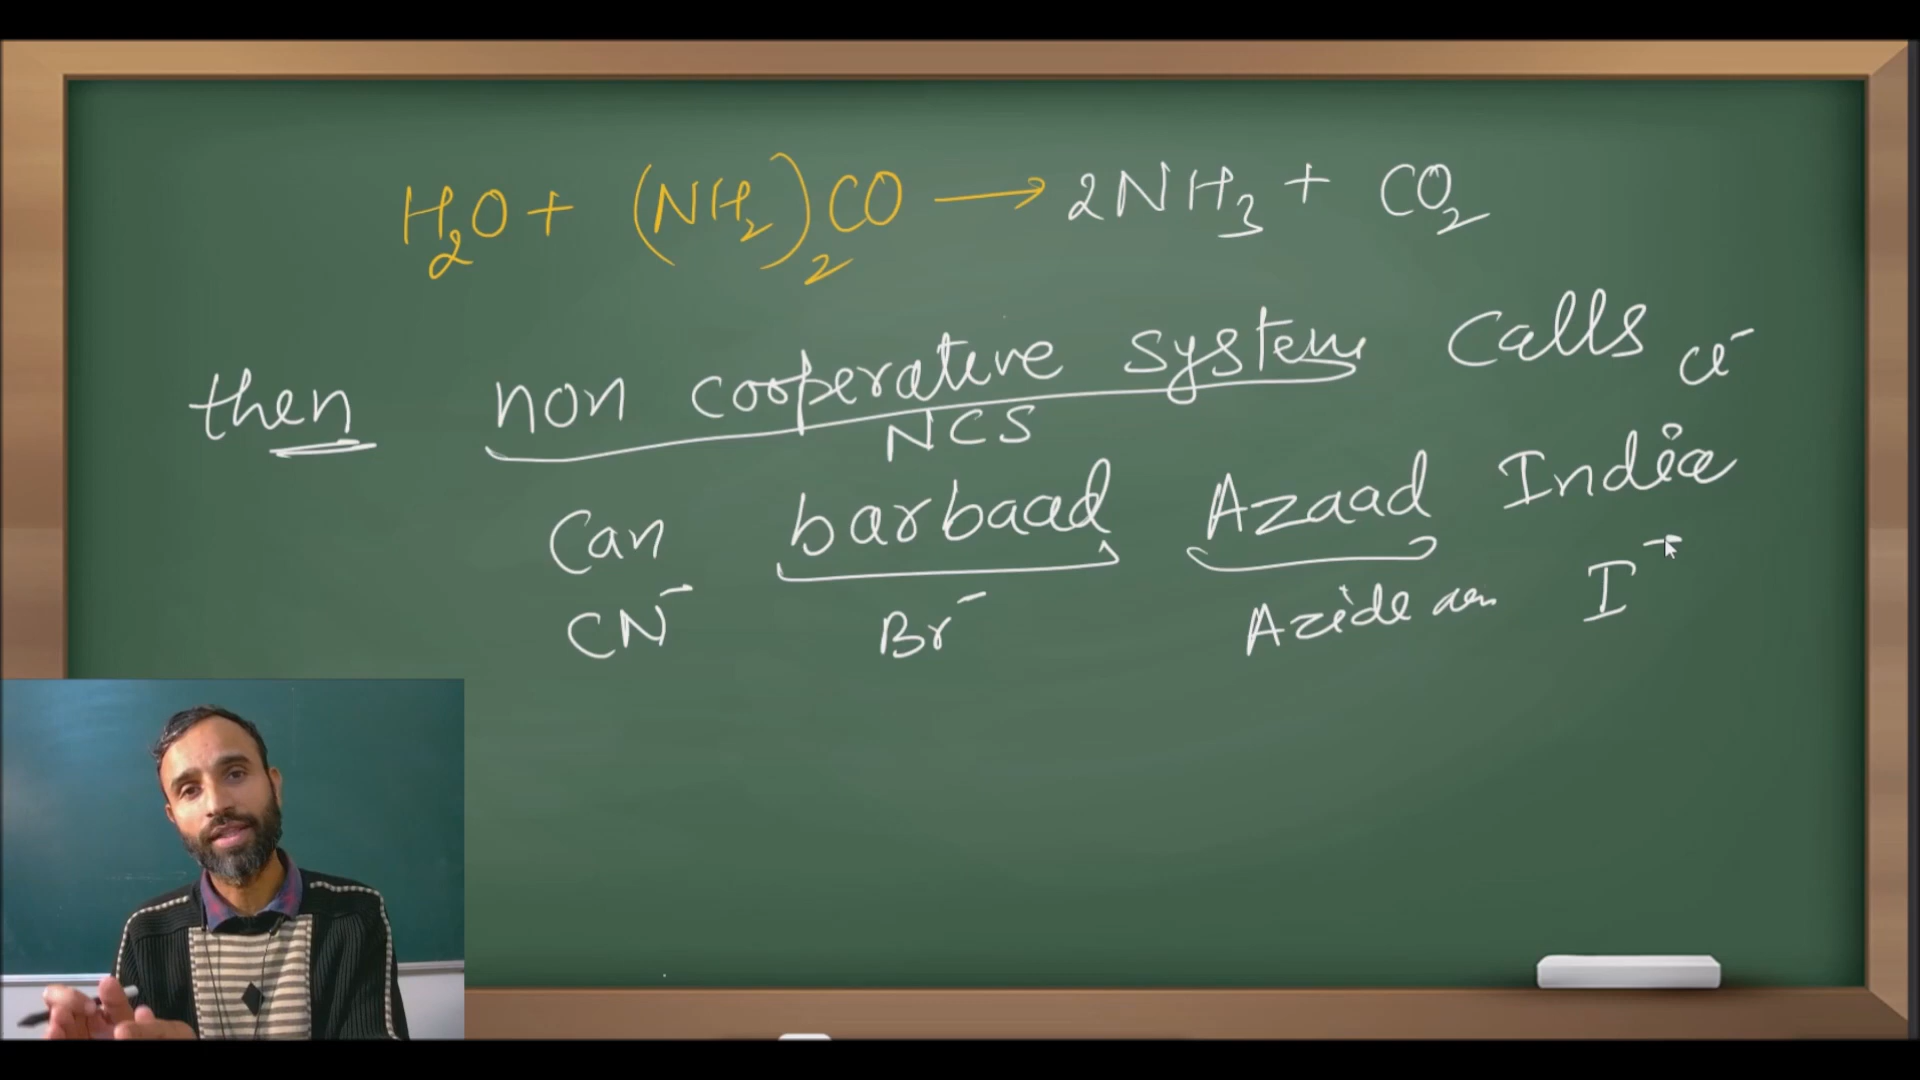 H₂O + (NH₂)₂CO → 2NH₃ + CO₂
then non cooperative system calls Cl⁻
NCS
Can barbaad Azaad India
CN⁻ Br⁻ Azide an I⁻